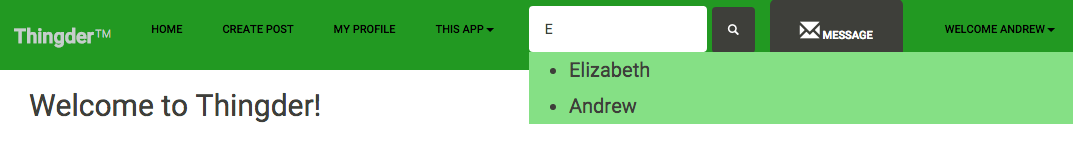 Thingder™ HOME CREATE POST MY PROFILE THIS APP E MESSAGE WELCOME ANDREW
• Elizabeth
• Andrew
Welcome to Thingder!